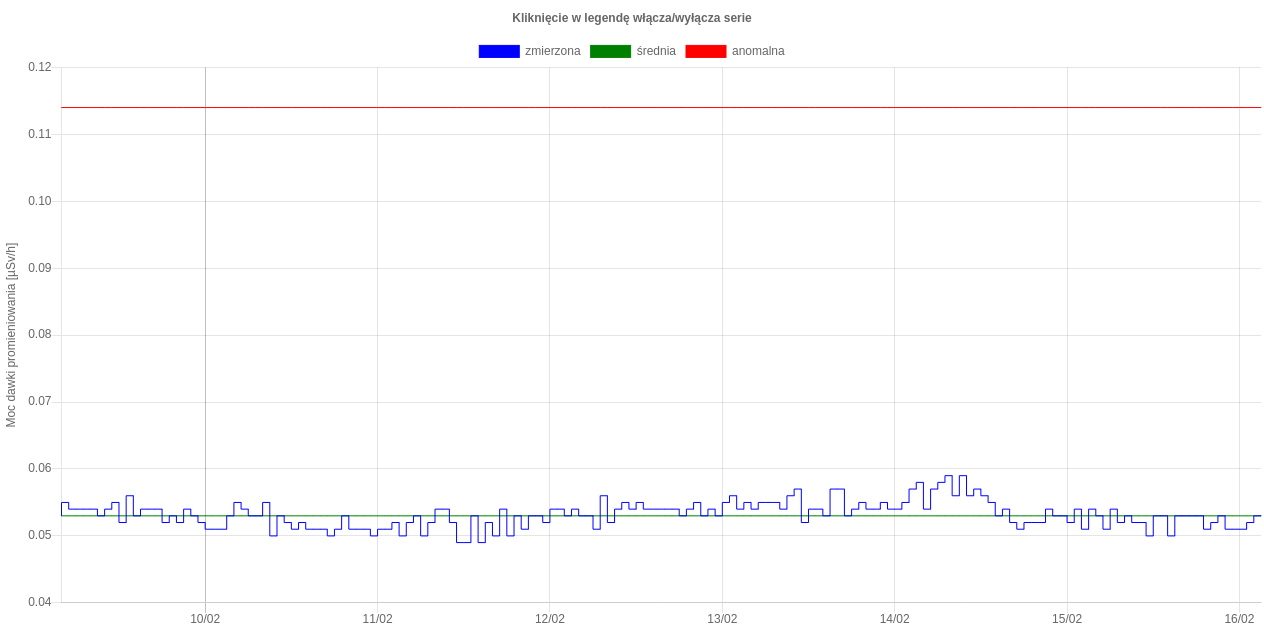 Kliknięcie w legendę włącza/wyłącza serie
zmierzona średnia anomalna
Moc dawki promieniowania [µSv/h]
0.12
0.11
0.10
0.09
0.08
0.07
0.06
0.05
0.04
10/02 11/02 12/02 13/02 14/02 15/02 16/02